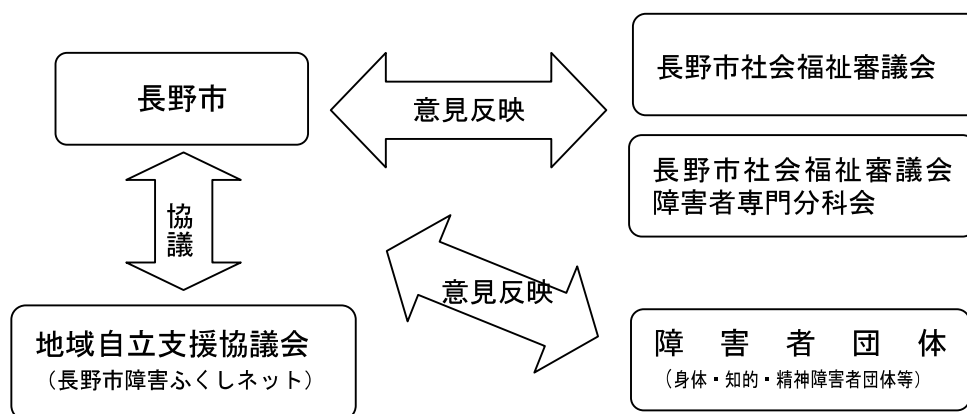 長野市
意見反映
長野市社会福祉審議会
長野市社会福祉審議会
障害者専門分科会
協議
意見反映
地域自立支援協議会
（長野市障害ふくしネット）
障害者団体
（身体・知的・精神障害者団体等）